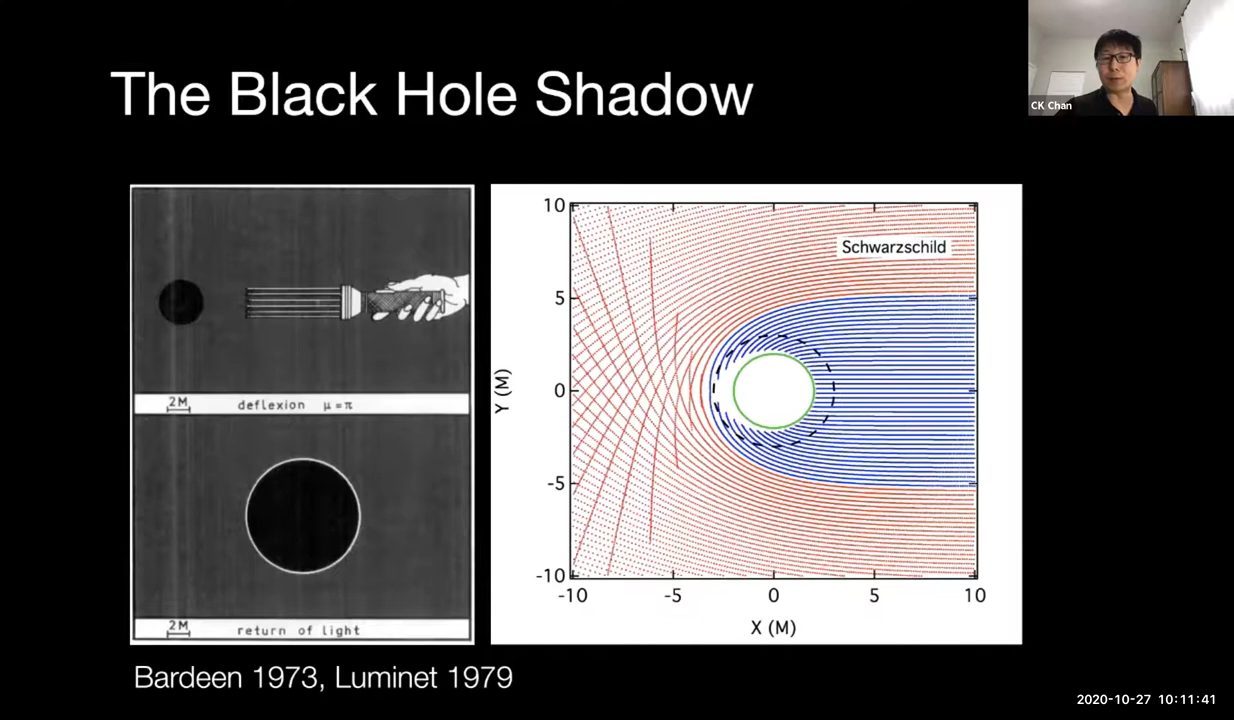 The Black Hole Shadow
CK Chan
2M
deflexion μ=π
2M
return of light
Schwarzschild
10
5
0
-5
-10
Y (M)
-10 -5 0 5 10
X (M)
Bardeen 1973, Luminet 1979
2020-10-27 10:11:41